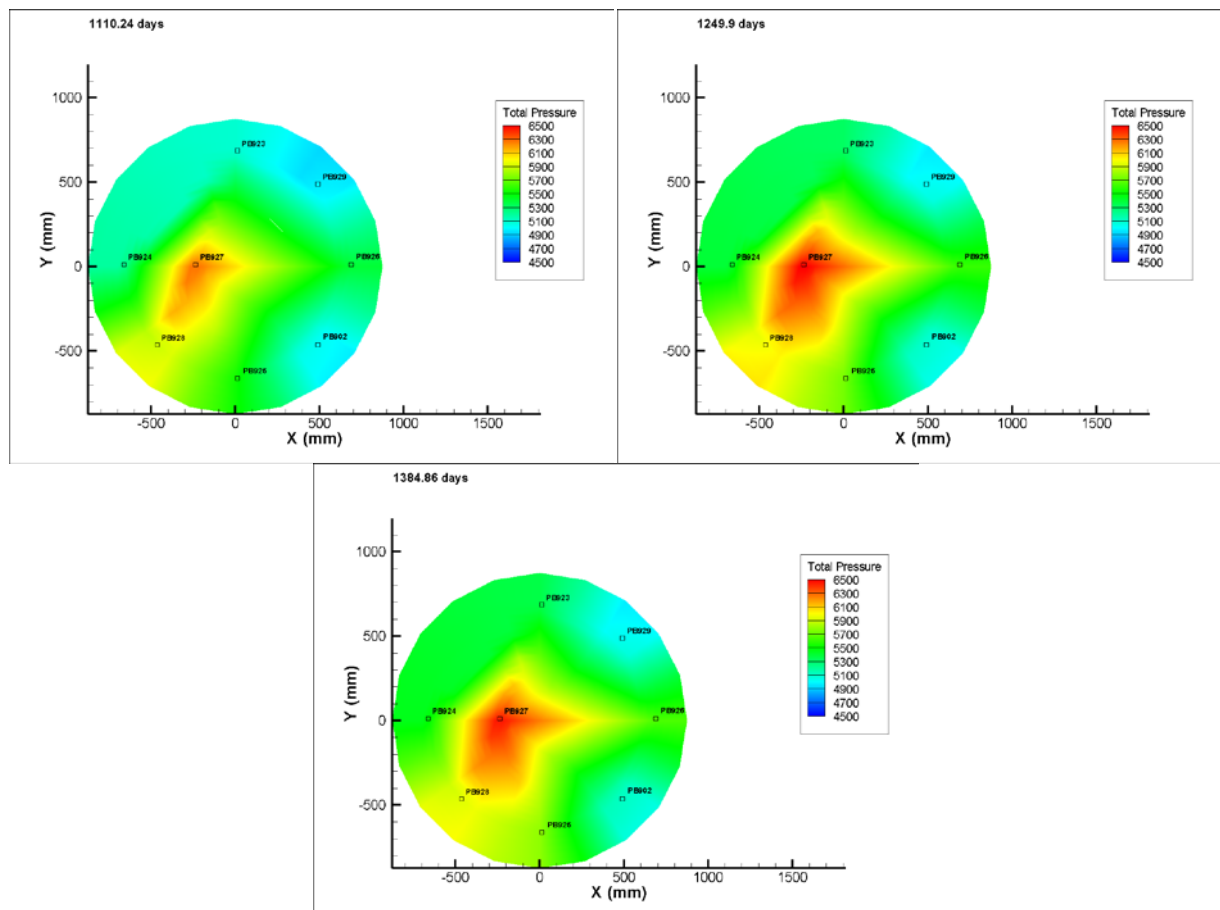 1110.24 days
Total Pressure
6500
6300
6100
5900
5700
5500
5300
5100
4900
4700
4500
1000
500
0
-500
Y (mm)
PB923
PB929
PB924
PB927
PB926
PB928
PB902
PB926
-500 0 500 1000 1500
X (mm)
1249.9 days
Total Pressure
6500
6300
6100
5900
5700
5500
5300
5100
4900
4700
4500
1000
500
0
-500
Y (mm)
PB923
PB929
PB924
PB927
PB926
PB928
PB902
PB926
-500 0 500 1000 1500
X (mm)
1384.86 days
Total Pressure
6500
6300
6100
5900
5700
5500
5300
5100
4900
4700
4500
1000
500
0
-500
Y (mm)
PB923
PB929
PB924
PB927
PB926
PB928
PB902
PB926
-500 0 500 1000 1500
X (mm)